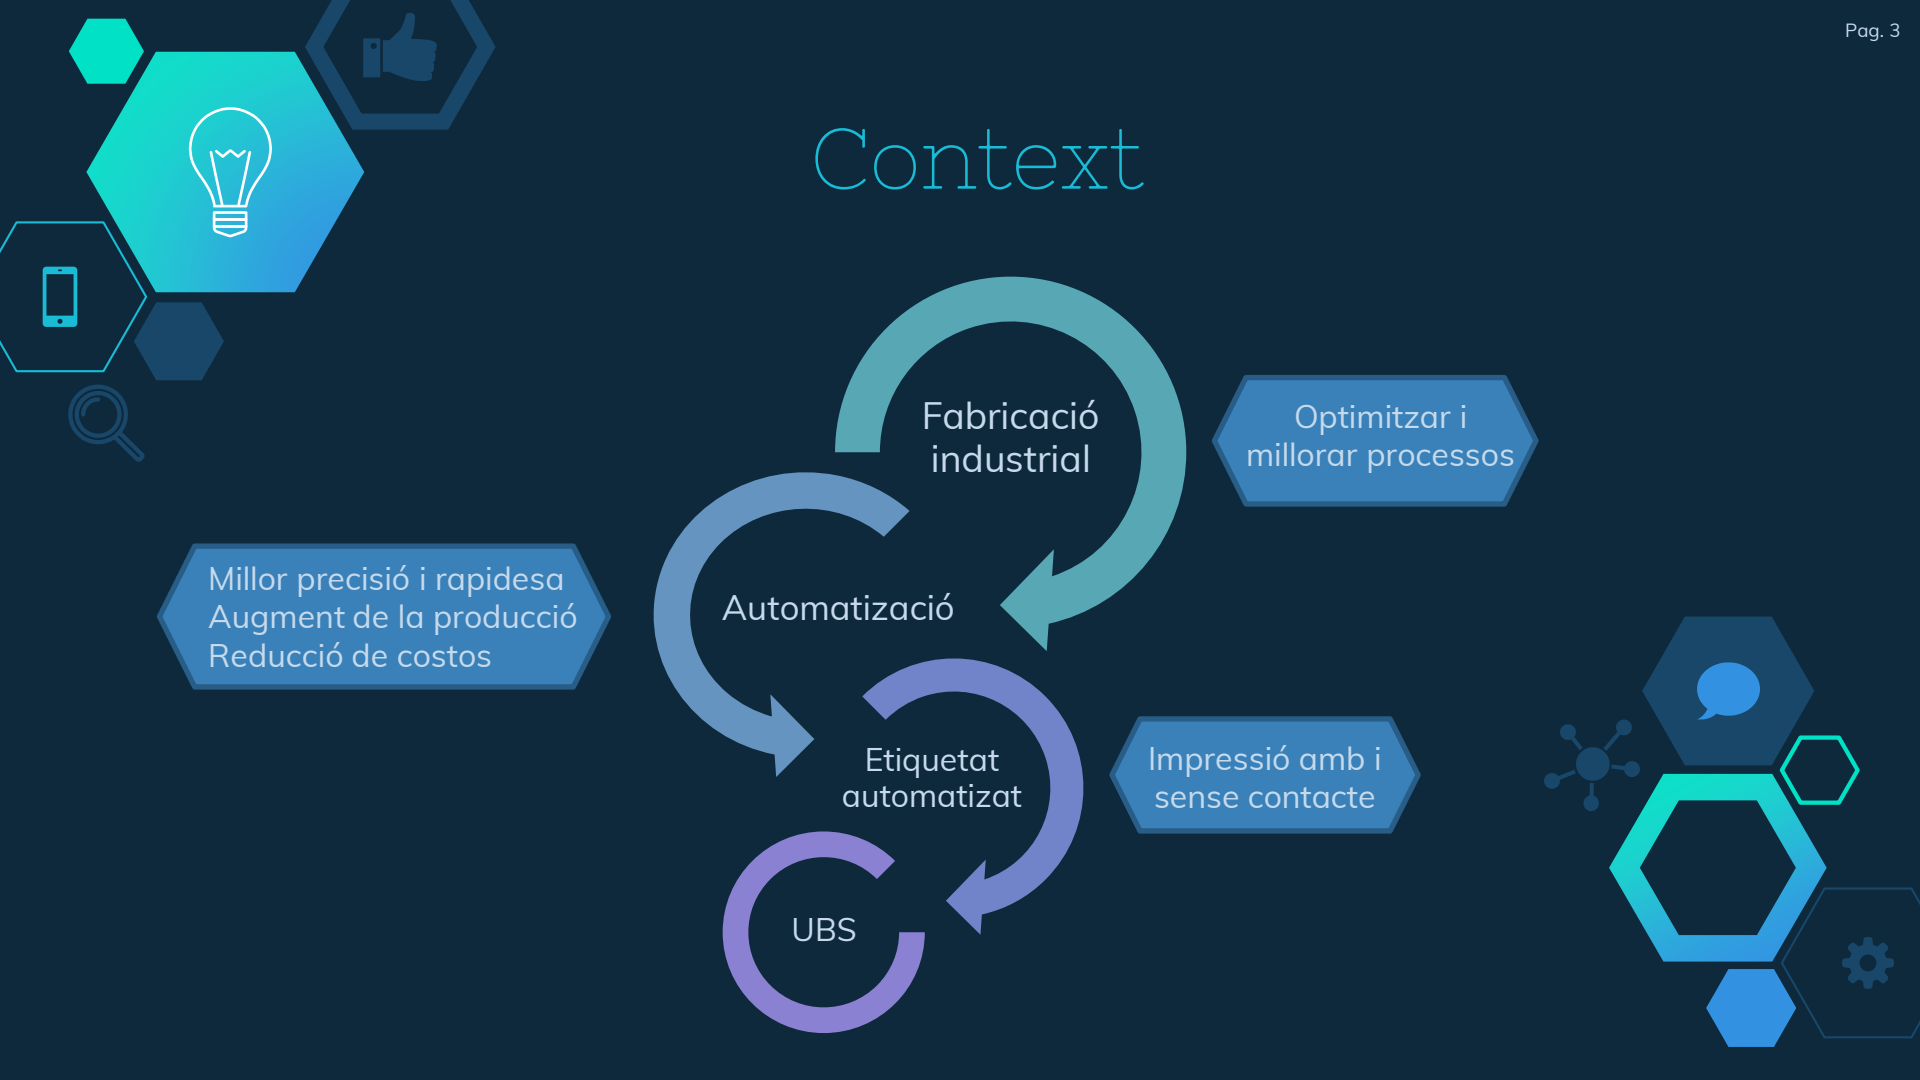 Pag. 3
Context
Fabricació
industrial
Optimitzar i
millorar processos
Millor precisió i rapidesa
Augment de la producció
Reducció de costos
Automatització
Etiquetat
automatizat
Impressió amb i
sense contacte
UBS